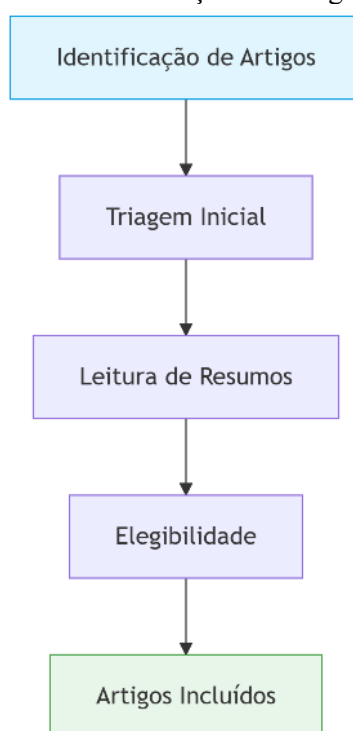 Identificação de Artigos
Triagem Inicial
Leitura de Resumos
Elegibilidade
Artigos Incluídos